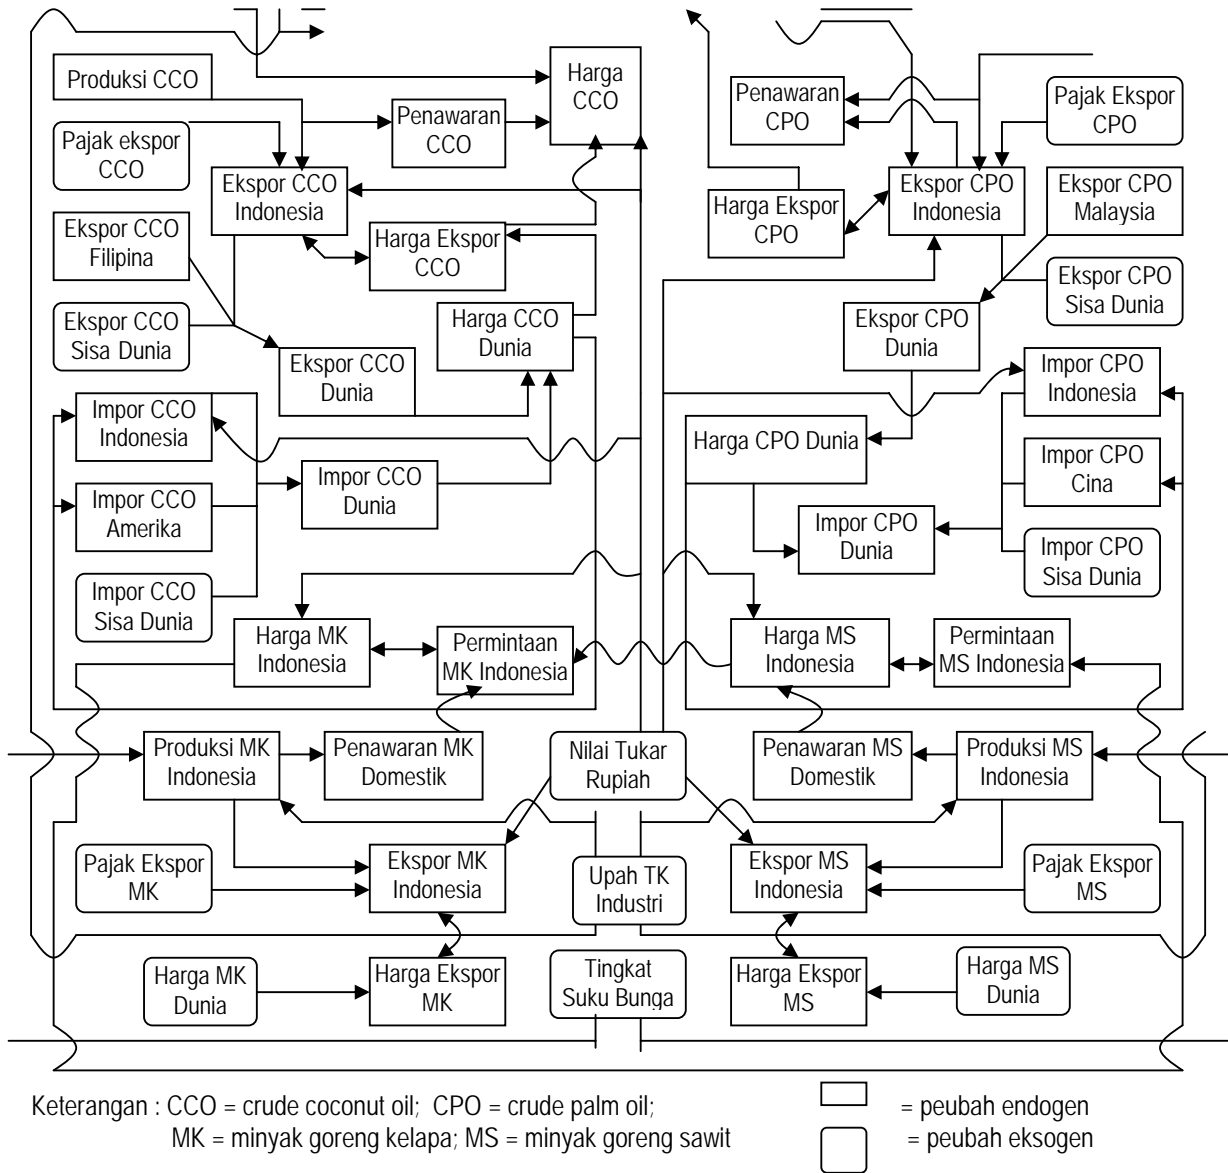 Produksi CCO
Harga
CCO
Penawaran
CCO
Pajak ekspor
CCO
Ekspor CCO
Indonesia
Ekspor CCO
Filipina
Harga Ekspor
CCO
Ekspor CCO
Sisa Dunia
Harga CCO
Dunia
Ekspor CCO
Dunia
Impor CCO
Indonesia
Impor CCO
Dunia
Impor CCO
Amerika
Impor CCO
Sisa Dunia
Penawaran
CPO
Pajak Ekspor
CPO
Harga Ekspor
CPO
Ekspor CPO
Indonesia
Ekspor CPO
Malaysia
Ekspor CPO
Sisa Dunia
Ekspor CPO
Dunia
Impor CPO
Indonesia
Harga CPO Dunia
Impor CPO
Cina
Impor CPO
Dunia
Impor CPO
Sisa Dunia
Harga MK
Indonesia
Permintaan
MK Indonesia
Harga MS
Indonesia
Permintaan
MS Indonesia
Produksi MK
Indonesia
Penawaran MK
Domestik
Nilai Tukar
Rupiah
Penawaran MS
Domestik
Produksi MS
Indonesia
Pajak Ekspor
MK
Ekspor MK
Indonesia
Upah TK
Industri
Ekspor MS
Indonesia
Pajak Ekspor
MS
Harga MK
Dunia
Harga Ekspor
MK
Tingkat
Suku Bunga
Harga Ekspor
MS
Harga MS
Dunia
Keterangan : CCO = crude coconut oil; CPO = crude palm oil;
MK = minyak goreng kelapa; MS = minyak goreng sawit
= peubah endogen
= peubah eksogen